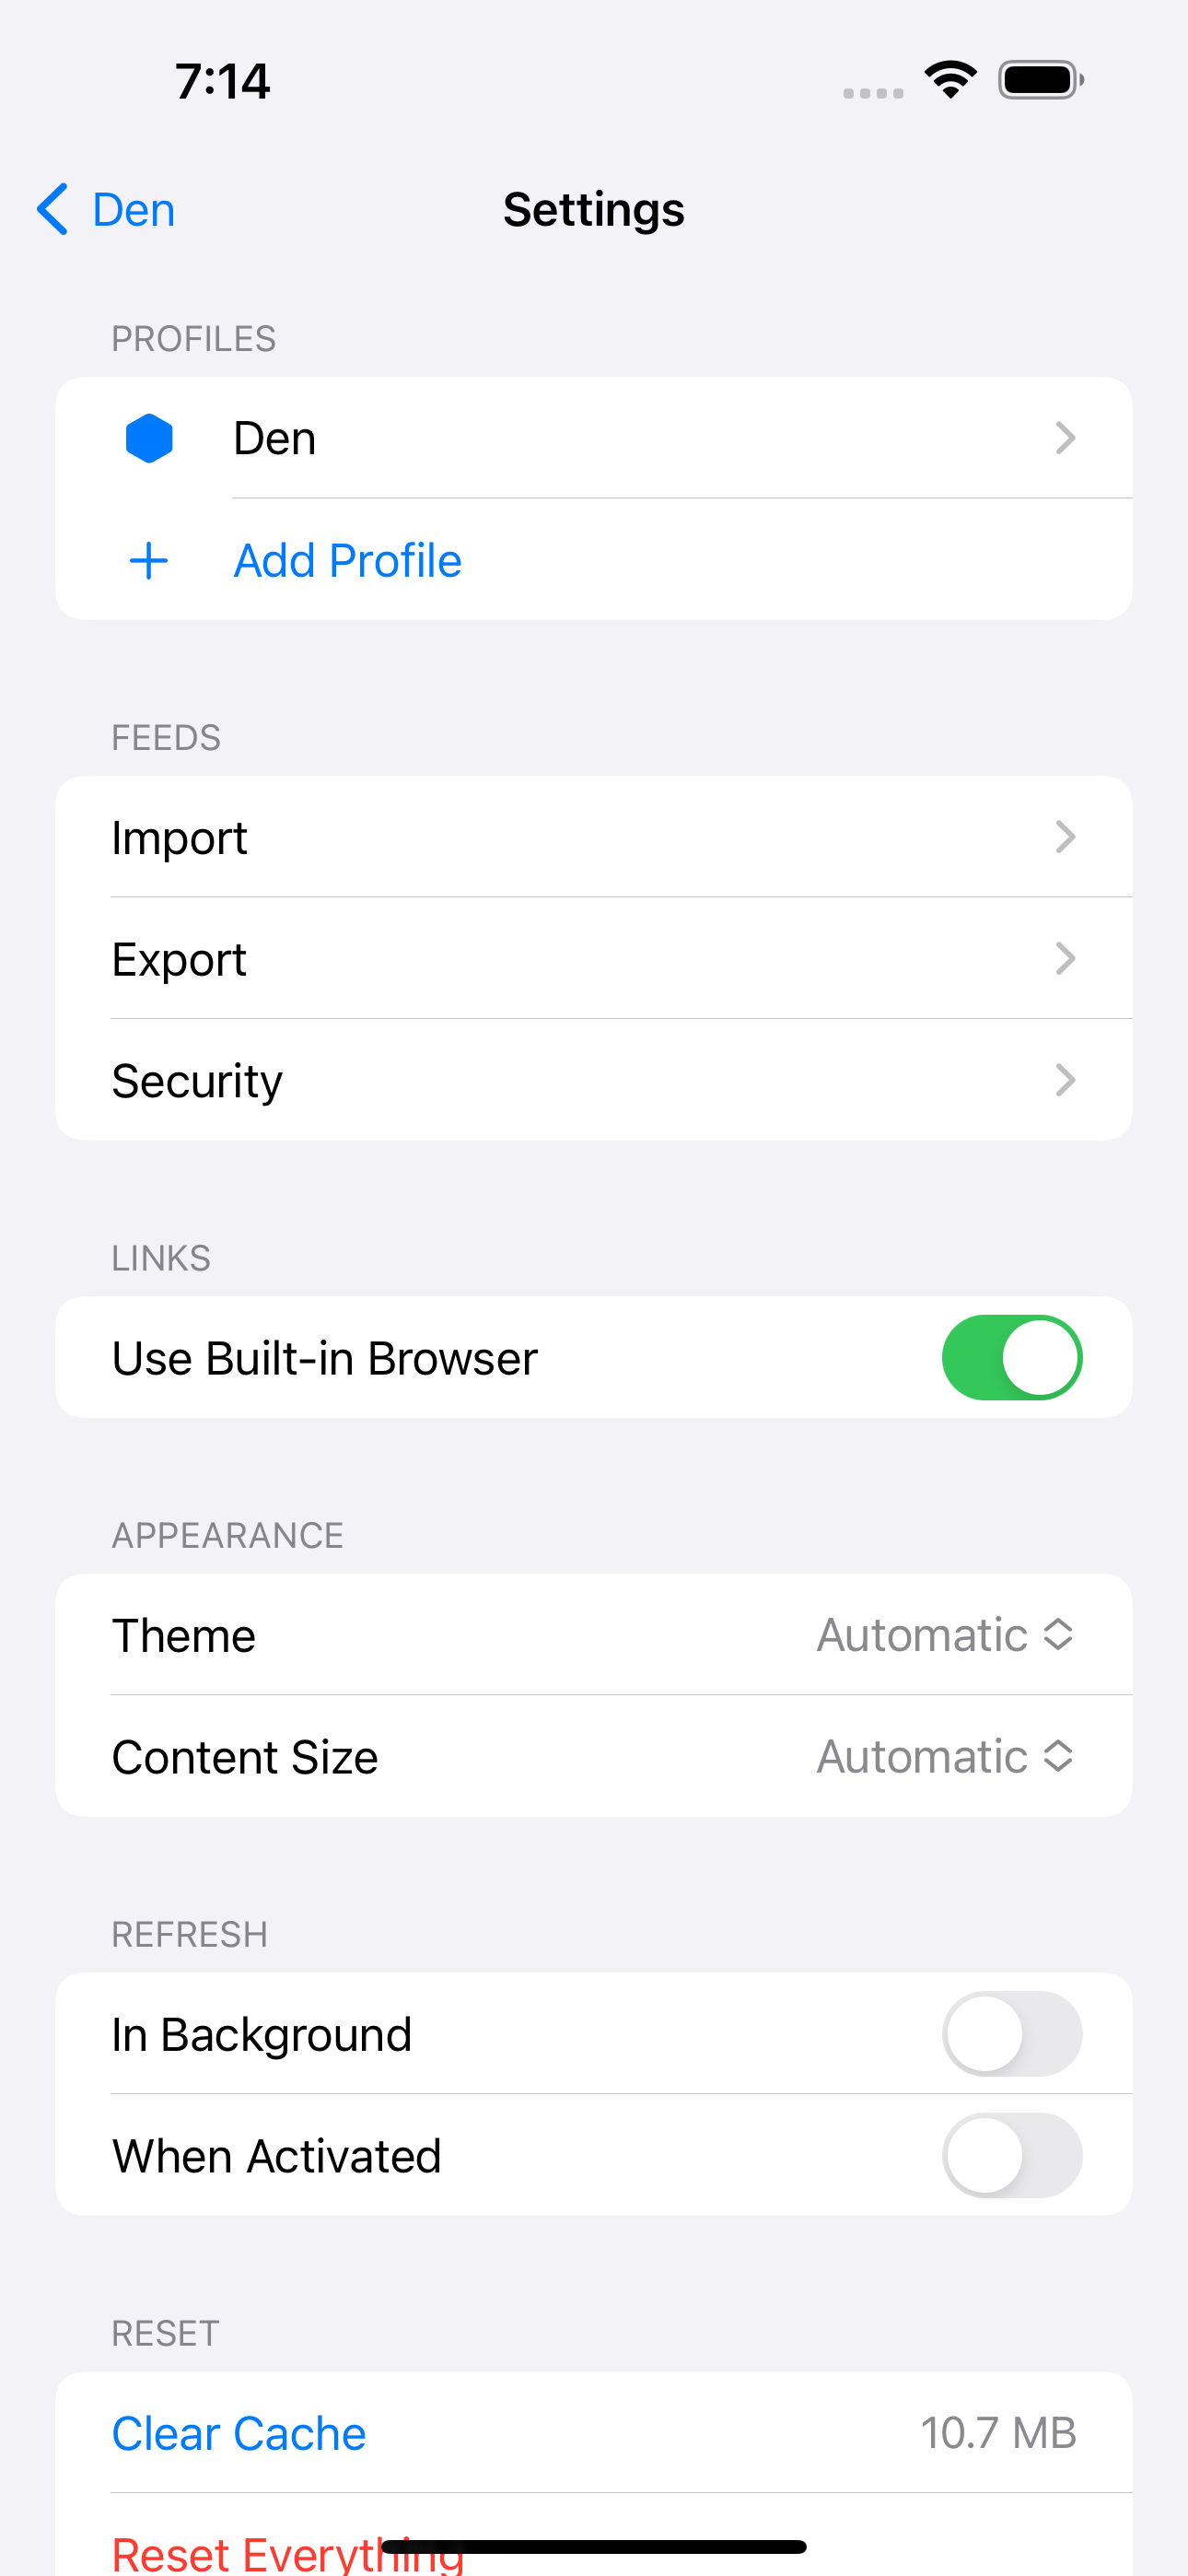 7:14
Den
Settings
PROFILES
Den
Add Profile
FEEDS
Import
Export
Security
LINKS
Use Built-in Browser
APPEARANCE
Theme Automatic
Content Size Automatic
REFRESH
In Background
When Activated
RESET
Clear Cache 10.7 MB
Reset Everything